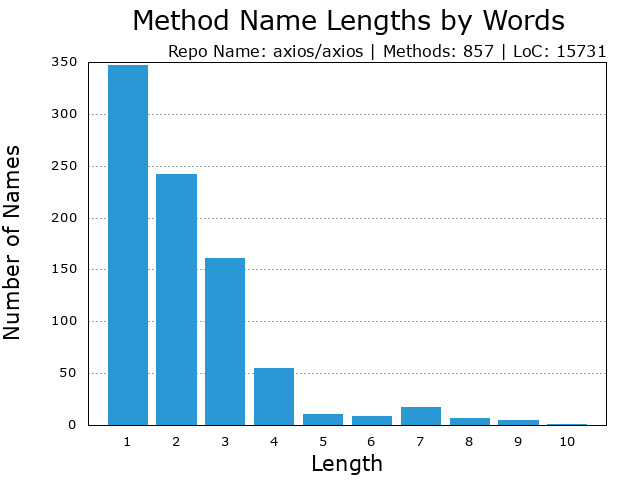 Method Name Lengths by Words
Repo Name: axios/axios | Methods: 857 | LoC: 15731
Number of Names
350
300
250
200
150
100
50
0
1 2 3 4 5 6 7 8 9 10
Length